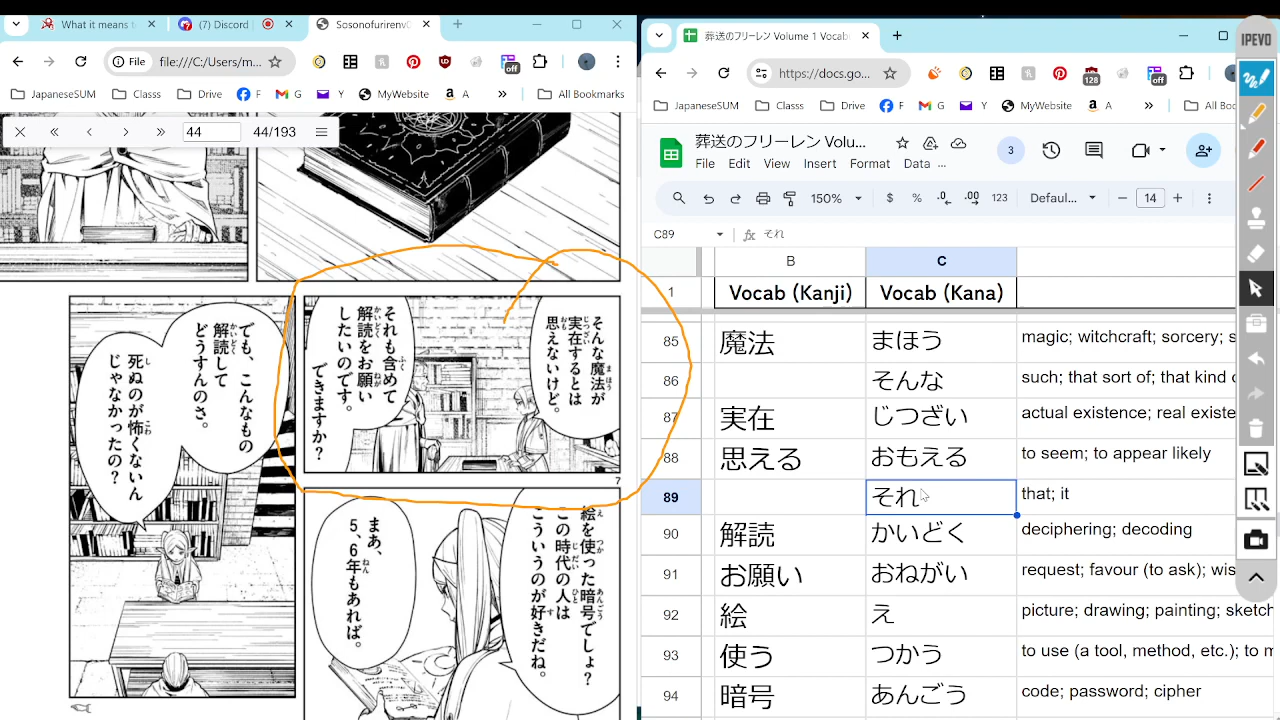 What it means t
(7) Discord
SosonofurirenV
葬送のフリーレン Volume 1 Vocab
IPEVO
File
file:///C:/Users/m...
https://docs.go...
off
128
off
JapaneseSUM
Classs
Drive
F
G
Y
MyWebsite
A
»
All Bookmarks
JapaneseSUM
Classs
Drive
F
G
MyWebsite
A
All Boo
44
44/193
葬送のフリーレン Volu...
3
File Edit View Insert Format Data ...
150%
$
%
.0
.00
123
Defaul...
14
C89
fx それ
B
C
1
Vocab (Kanji)
Vocab (Kana)
85 魔法 まほう magic; witchcraft; s
86 そんな such; that sort of
87 実在 じつざい actual existence; real existe
88 思える おもえる to seem; to appear likely
89 それ that; it
90 解読 かいどく deciphering; decoding
91 お願い おねがい request; favour (to ask); wis
92 絵 え picture; drawing; painting; sketch
93 使う つかう to use (a tool, method, etc.); to m
94 暗号 あんごう code; password; cipher
そんな魔法が
実在するとは
思えないけど。
それも含めて
解読をお願い
したいのです。
できますか?
7
絵を使った暗号でしょ?
この時代の人は
こういうのが好きだね。
まあ、
5、6年もあれば。
でも、こんなもの
解読して
どうすんのさ。
死ぬのが怖くないん
じゃなかったの?